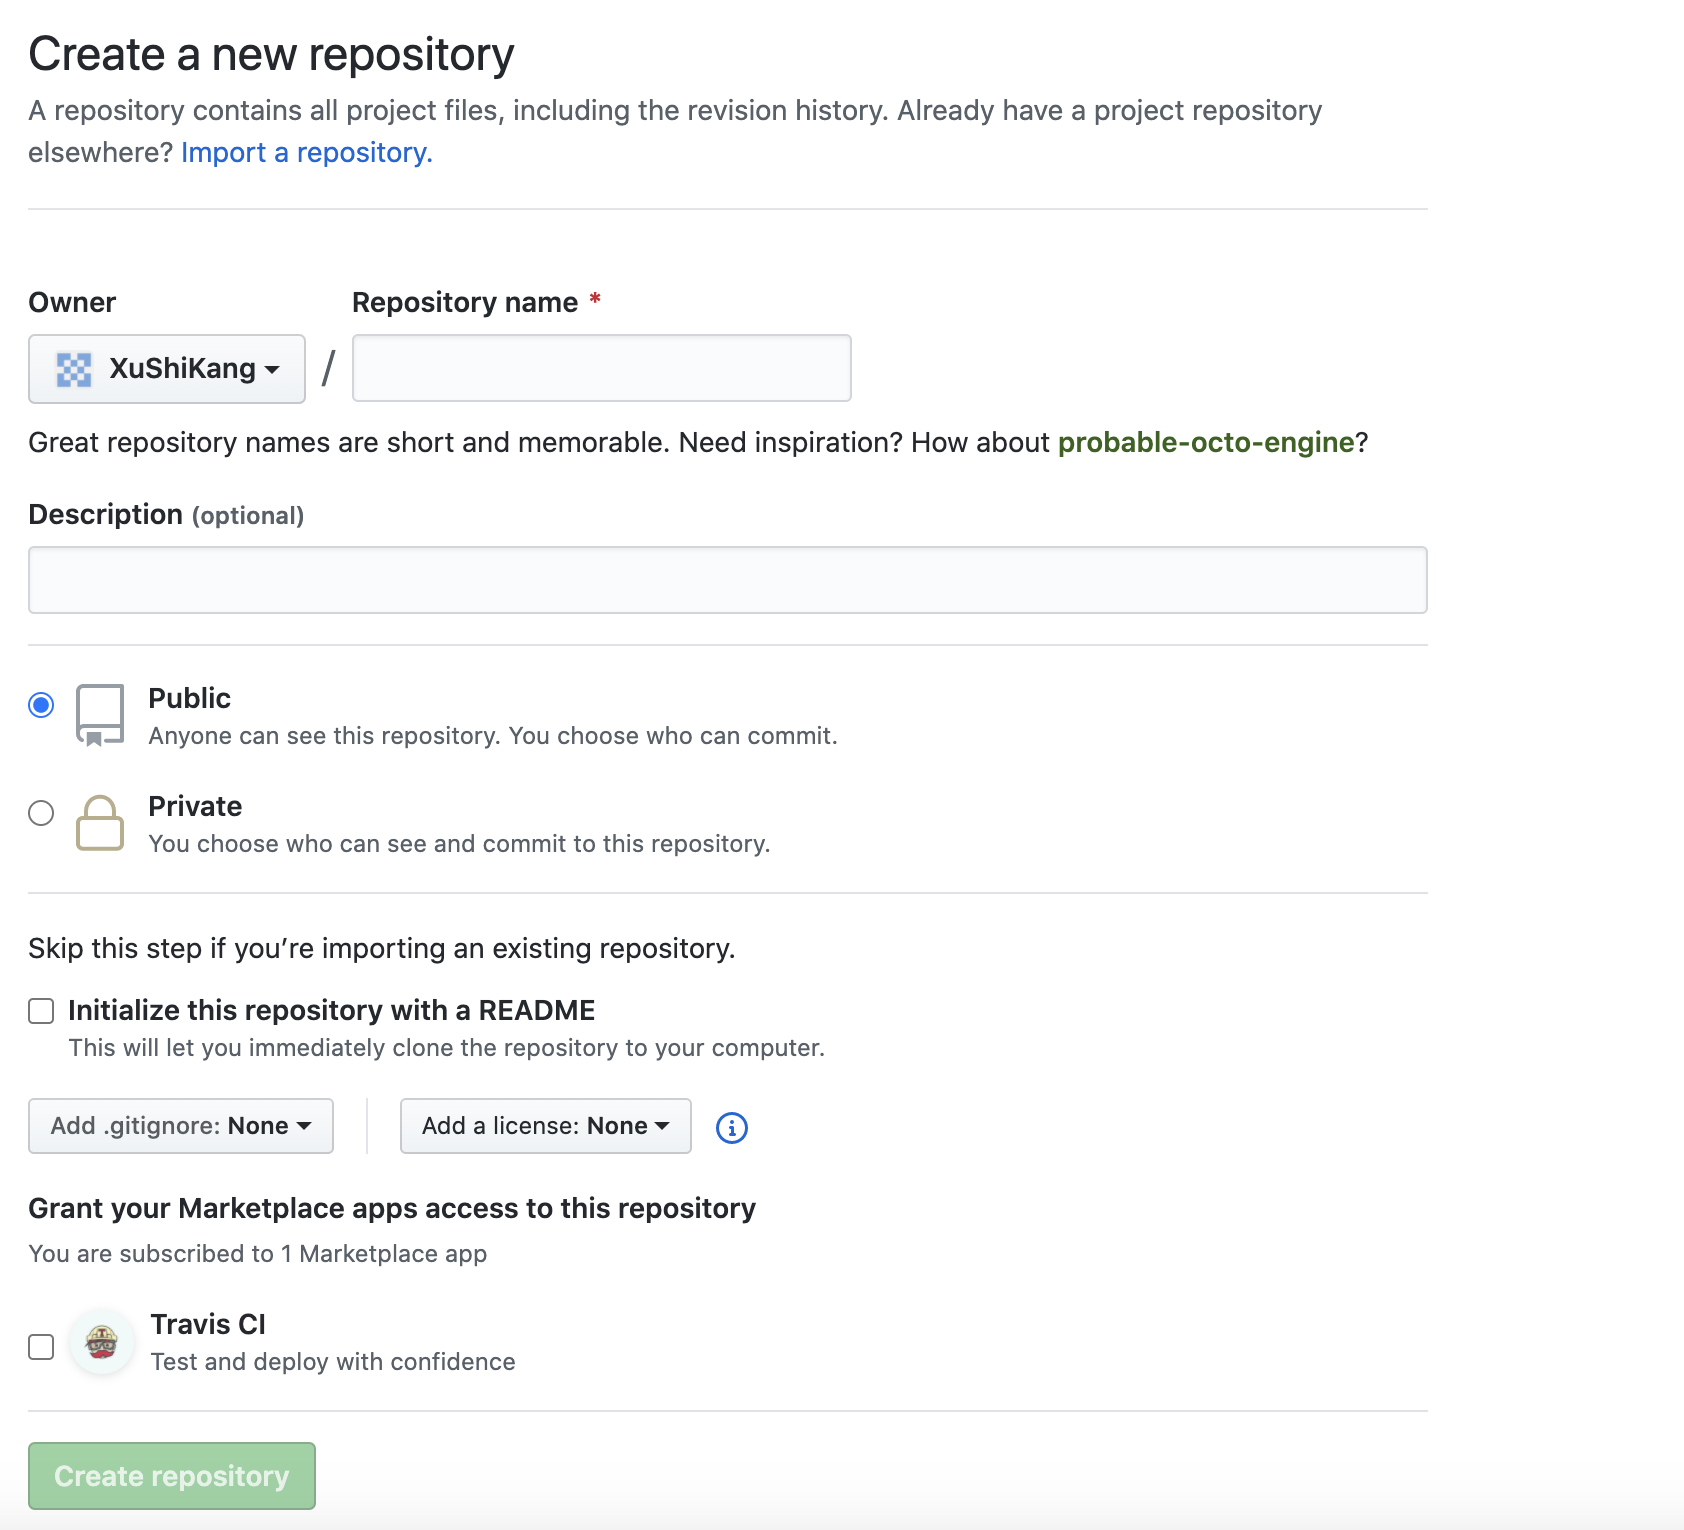 Create a new repository
A repository contains all project files, including the revision history. Already have a project repository
elsewhere? Import a repository.
Owner
Repository name *
XuShiKang
/
Great repository names are short and memorable. Need inspiration? How about probable-octo-engine?
Description (optional)
Public
Anyone can see this repository. You choose who can commit.
Private
You choose who can see and commit to this repository.
Skip this step if you’re importing an existing repository.
Initialize this repository with a README
This will let you immediately clone the repository to your computer.
Add .gitignore: None
Add a license: None
Grant your Marketplace apps access to this repository
You are subscribed to 1 Marketplace app
Travis CI
Test and deploy with confidence
Create repository